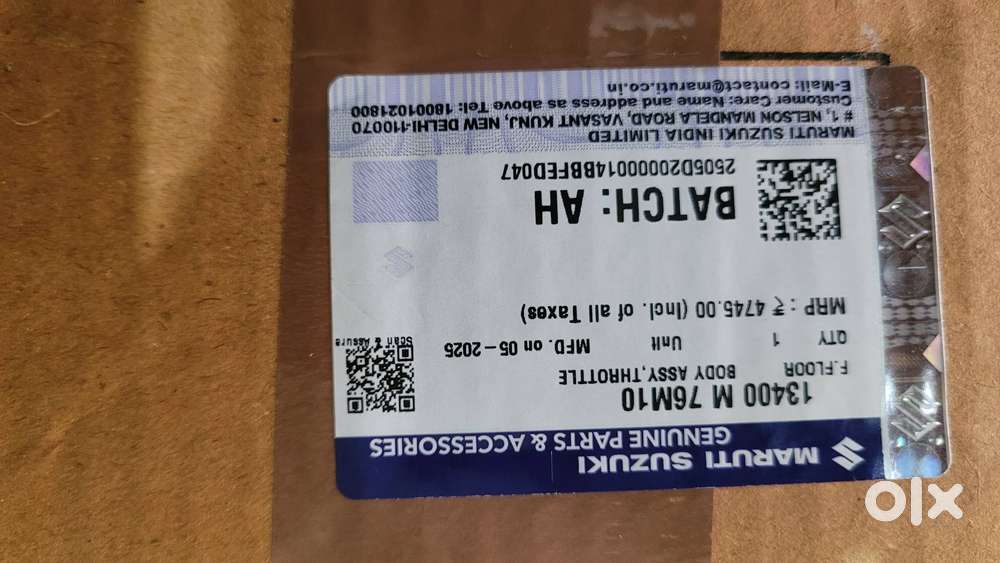 MARUTI SUZUKI
GENUINE PARTS & ACCESSORIES
13400 M 76M10
F.FLOOR BODY ASSY,THROTTLE
QTY 1 Unit MFD. on 05-2025
Scan & Assure
MRP : ₹ 4745.00 (Incl. of all Taxes)
BATCH: AH
2505D20000014BBFED047
MARUTI SUZUKI INDIA LIMITED
# 1, NELSON MANDELA ROAD, VASANT KUNJ, NEW DELHI-110070
Customer Care: Name and address as above Tel: 18001021800
E-Mail: contact@maruti.co.in
olx